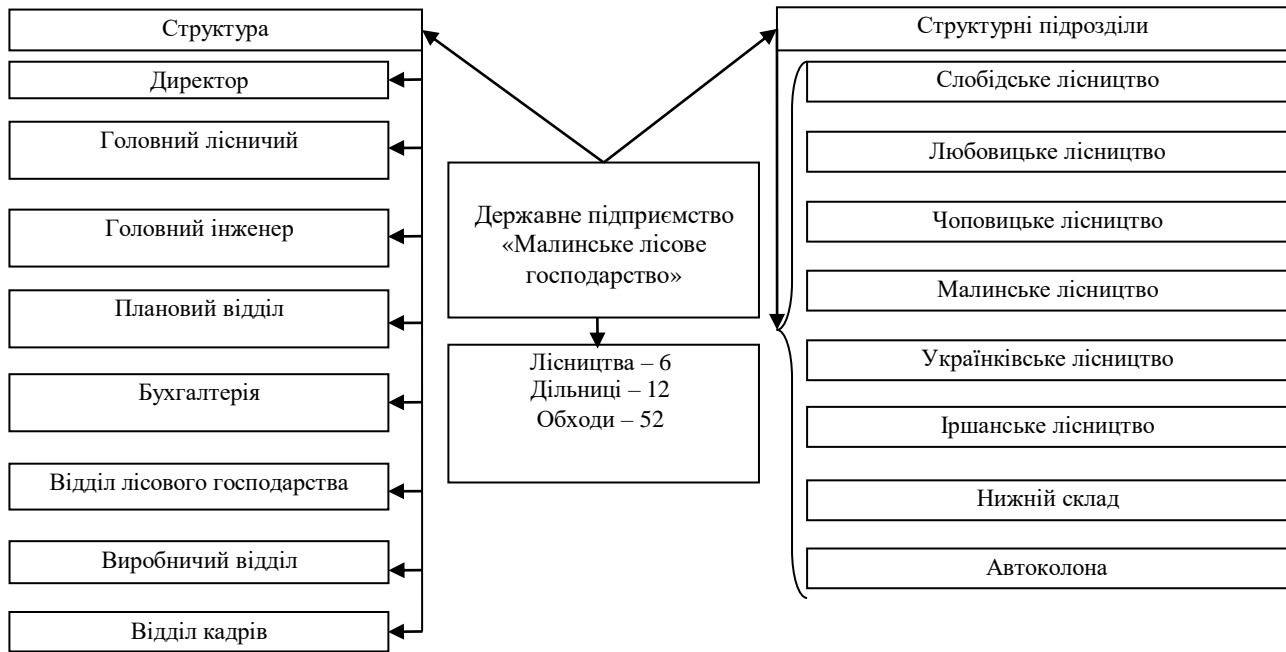 Структура
Директор
Головний лісничий
Головний інженер
Плановий відділ
Бухгалтерія
Відділ лісового господарства
Виробничий відділ
Відділ кадрів
Державне підприємство
«Малинське лісове
господарство»
Лісництва – 6
Дільниці – 12
Обходи – 52
Структурні підрозділи
Слобідське лісництво
Любовицьке лісництво
Чоповицьке лісництво
Малинське лісництво
Українківське лісництво
Іршанське лісництво
Нижній склад
Автоколона